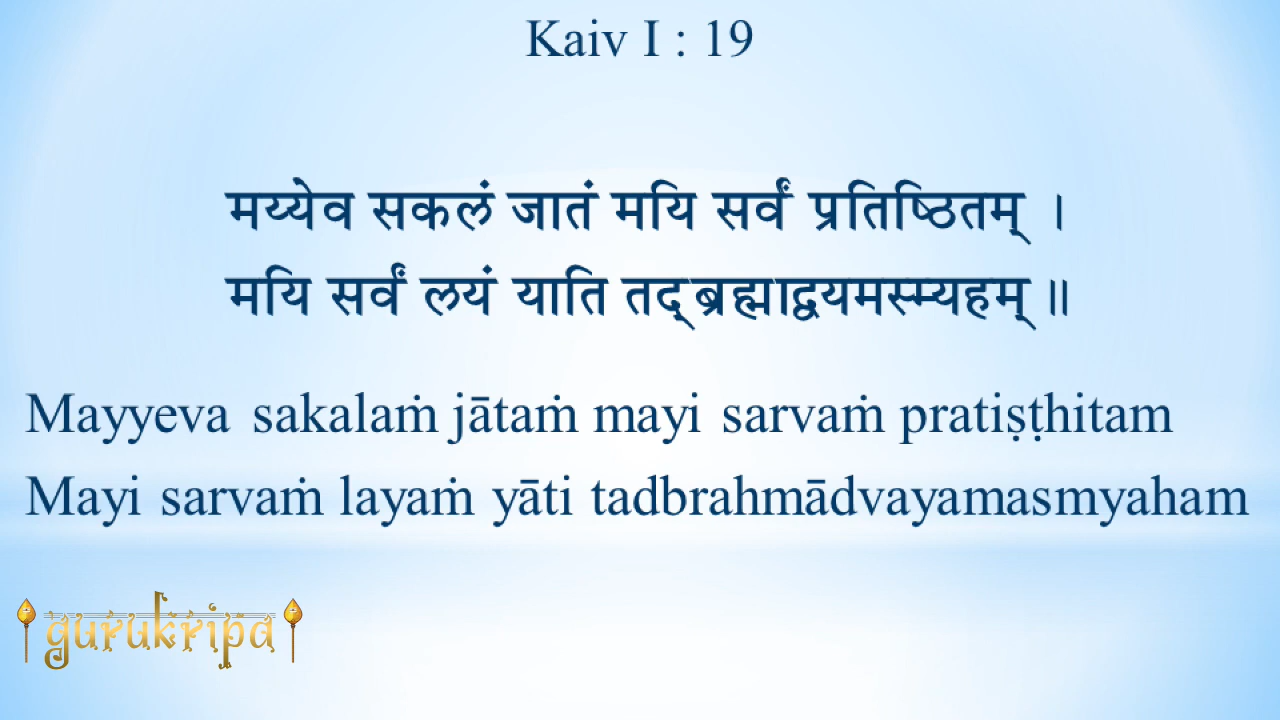 Kaiv I : 19
मय्येव सकलं जातं मयि सर्वं प्रतिष्ठितम् ।
मयि सर्वं लयं याति तद्ब्रह्माद्वयमस्म्यहम् ॥
Mayyeva sakalaṁ jātaṁ mayi sarvaṁ pratiṣṭhitam
Mayi sarvaṁ layaṁ yāti tadbrahmādvayamasmyaham
gurukripa